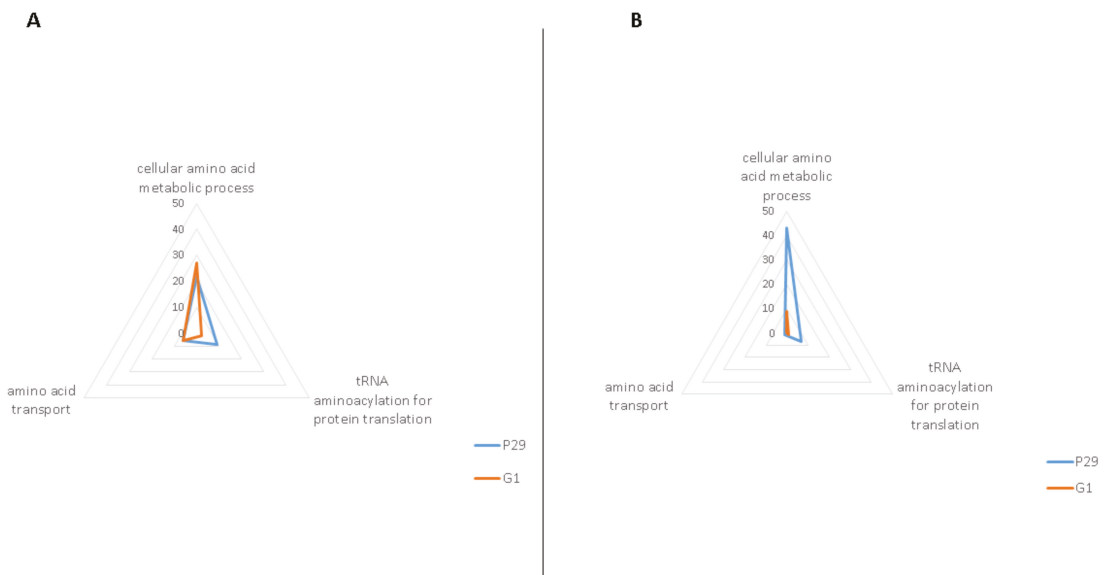 A
cellular amino acid
metabolic process
50
40
30
20
10
0
amino acid
transport
tRNA
aminoacylation for
protein translation
P29
G1
B
cellular amino
acid metabolic
process
50
40
30
20
10
0
amino acid
transport
tRNA
aminoacylation
for protein
translation
P29
G1